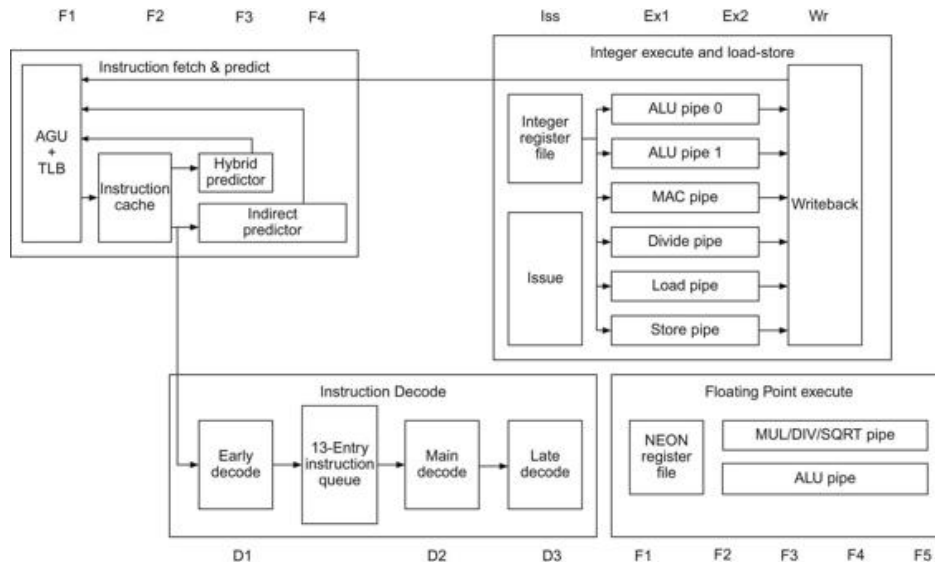 F1 F2 F3 F4 Iss Ex1 Ex2 Wr
Instruction fetch & predict
AGU
+
TLB
Instruction
cache
Hybrid
predictor
Indirect
predictor
Integer execute and load-store
Integer
register
file
Issue
ALU pipe 0
ALU pipe 1
MAC pipe
Divide pipe
Load pipe
Store pipe
Writeback
Instruction Decode
Early
decode
13-Entry
instruction
queue
Main
decode
Late
decode
Floating Point execute
NEON
register
file
MUL/DIV/SQRT pipe
ALU pipe
D1 D2 D3 F1 F2 F3 F4 F5